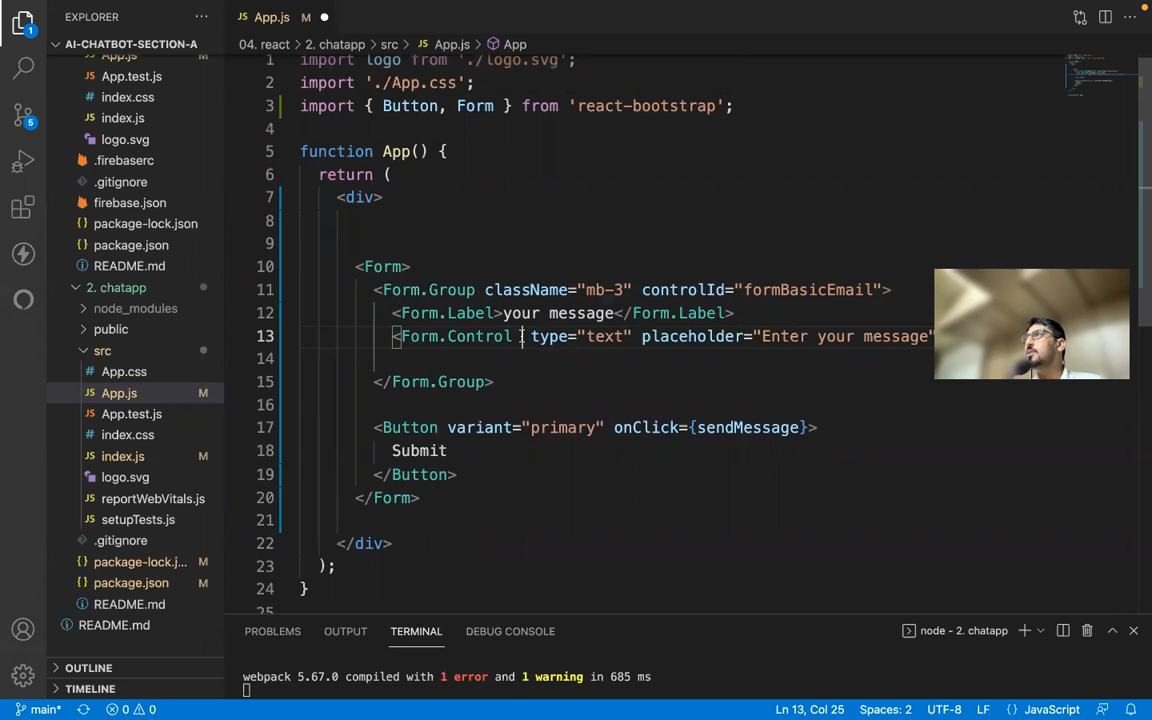 EXPLORER
App.js M
AI-CHATBOT-SECTION-A
04. react > 2. chatapp > src > App.js > App
App.js M
App.test.js
index.css
index.js
logo.svg
.firebaserc
.gitignore
firebase.json
package-lock.json
package.json
README.md
2. chatapp
node_modules
public
src
App.css
App.js M
App.test.js
index.css
index.js M
logo.svg
reportWebVitals.js
setupTests.js
.gitignore
package-lock.j... M
package.json M
README.md
README.md
OUTLINE
TIMELINE
1 import logo from './logo.svg';
2 import './App.css';
3 import { Button, Form } from 'react-bootstrap';
4
5 function App() {
6 return (
7 <div>
8
9
10 <Form>
11 <Form.Group className="mb-3" controlId="formBasicEmail">
12 <Form.Label>your message</Form.Label>
13 <Form.Control type="text" placeholder="Enter your message"
14
15 </Form.Group>
16
17 <Button variant="primary" onClick={sendMessage}>
18 Submit
19 </Button>
20 </Form>
21
22 </div>
23 );
24 }
25
PROBLEMS OUTPUT TERMINAL DEBUG CONSOLE
node - 2. chatapp
webpack 5.67.0 compiled with 1 error and 1 warning in 685 ms
main* 0 0
Ln 13, Col 25 Spaces: 2 UTF-8 LF {} JavaScript
1
5